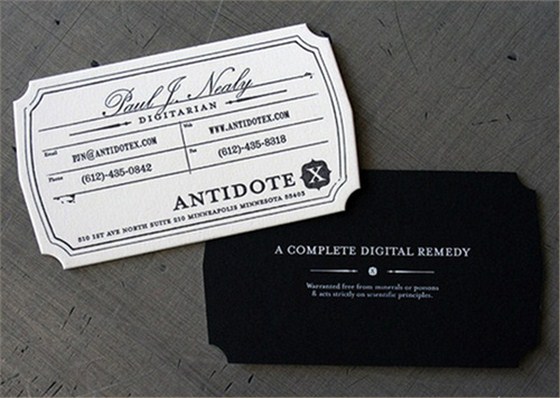 Paul J. Nealy
DIGITARIAN
Email PJN@ANTIDOTEX.COM Web WWW.ANTIDOTEX.COM
Phone (612)-435-0842 Fax (612)-435-8318
ANTIDOTE X
210 1ST AVE NORTH SUITE 210 MINNEAPOLIS MINNESOTA 55403
A COMPLETE DIGITAL REMEDY
X
Warranted free from minerals or poisons
& acts strictly on scientific principles.